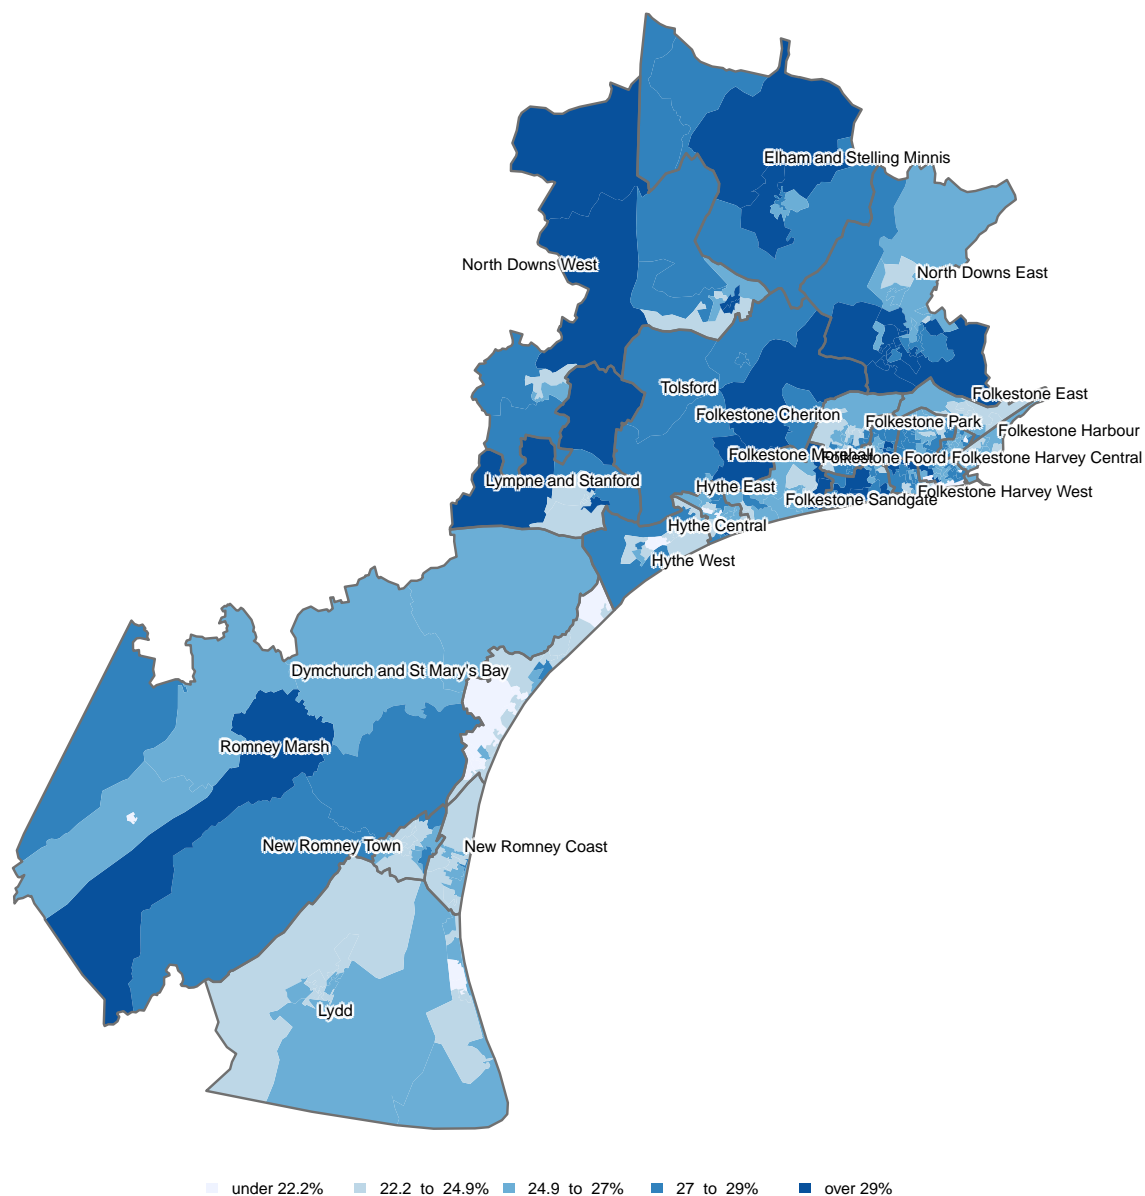 Elham and Stelling Minnis
North Downs West
North Downs East
Tolsford
Folkestone East
Folkestone Cheriton
Folkestone Park
Folkestone Harbour
Folkestone Morehall
Folkestone Foord
Folkestone Harvey Central
Lympne and Stanford
Hythe East
Folkestone Sandgate
Folkestone Harvey West
Hythe Central
Hythe West
Dymchurch and St Mary's Bay
Romney Marsh
New Romney Town
New Romney Coast
Lydd
under 22.2%
22.2 to 24.9%
24.9 to 27%
27 to 29%
over 29%